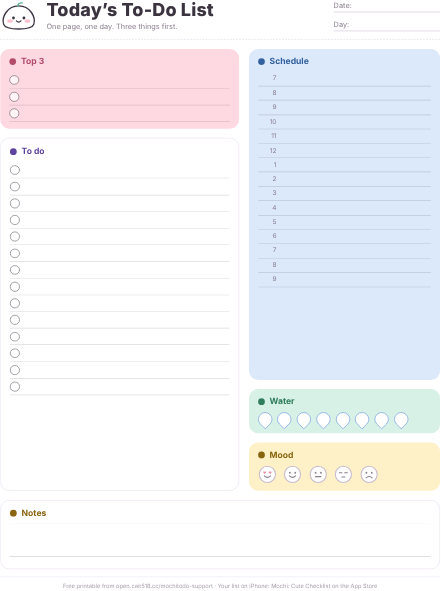 Today's To-Do List
One page, one day. Three things first.
Date:
Day:
Top 3
To do
Schedule
7
8
9
10
11
12
1
2
3
4
5
6
7
8
9
Water
Mood
Notes
Free printable from open.cait518.cc/mochitodo-support · Your list on iPhone: Mochi: Cute Checklist on the App Store